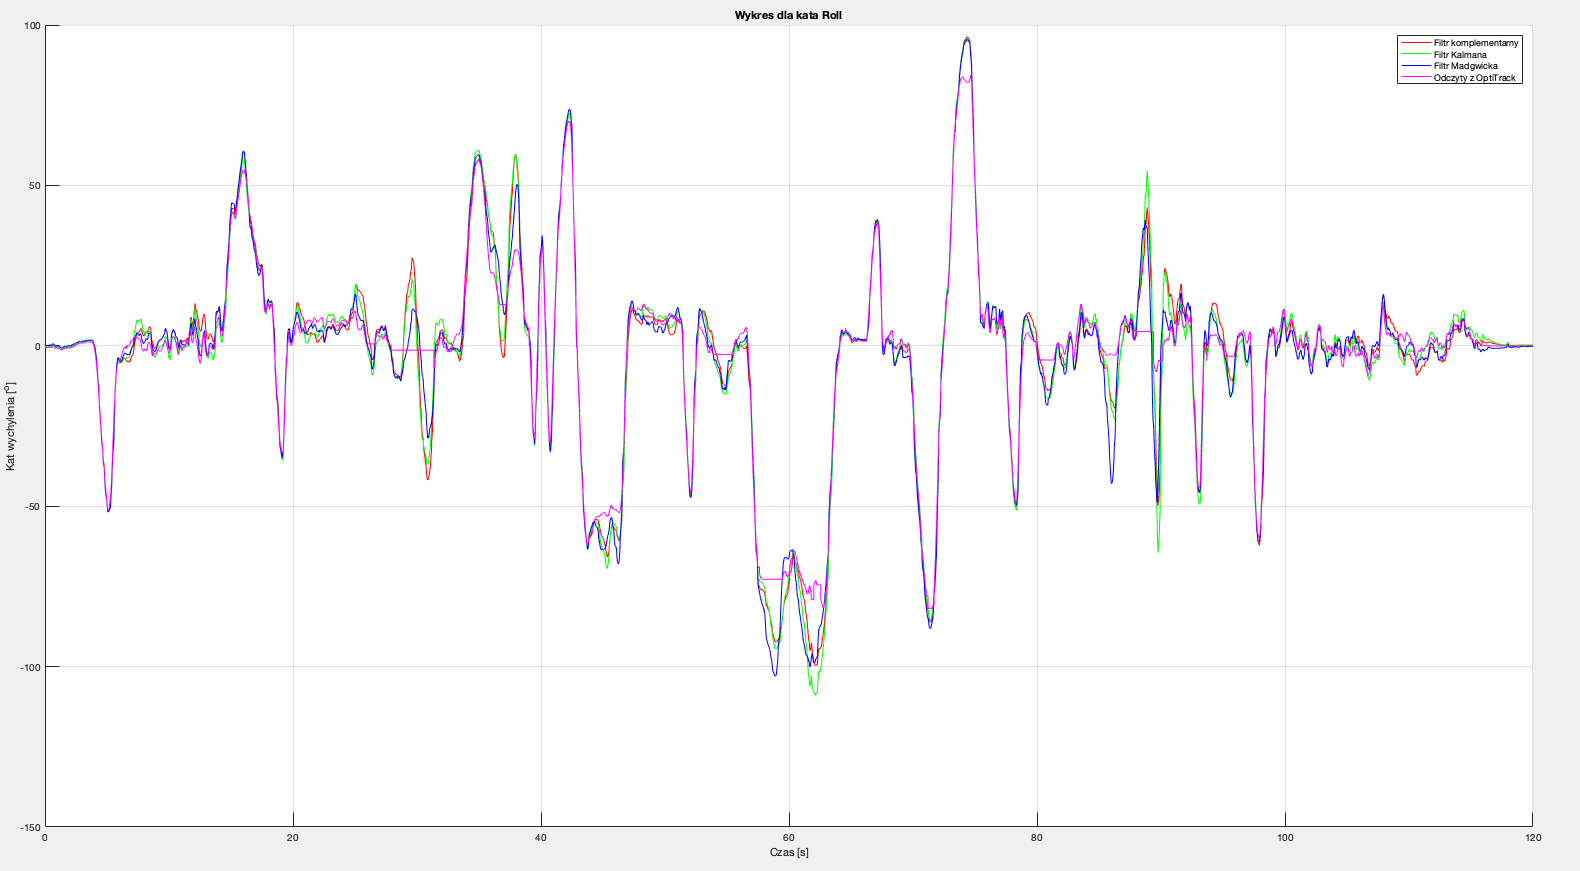 Wykres dla kata Roll
Filtr komplementarny
Filtr Kalmana
Filtr Madgwicka
Odczyty z OptiTrack
100
50
0
-50
-100
-150
Kat wychylenia [°]
0 20 40 60 80 100 120
Czas [s]